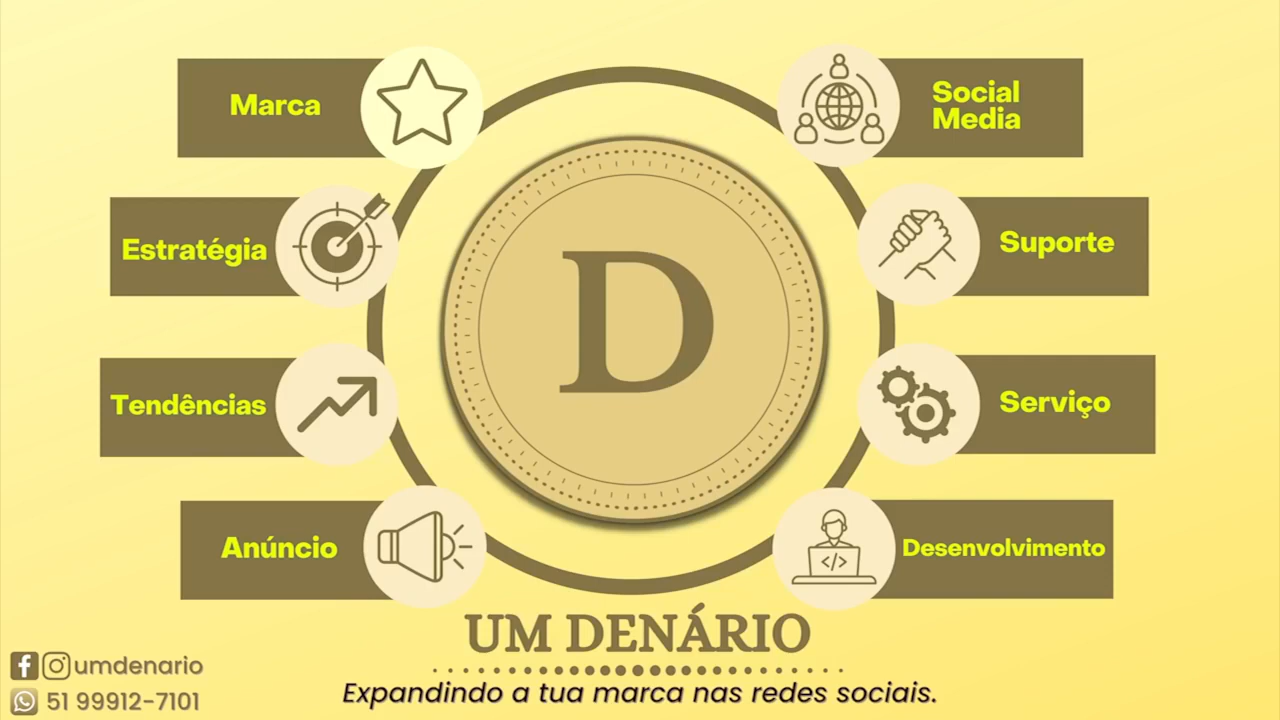 Marca
Estratégia
Tendências
Anúncio
Social
Media
Suporte
Serviço
</>
Desenvolvimento
D
UM DENÁRIO
Expandindo a tua marca nas redes sociais.
umdenario
51 99912-7101